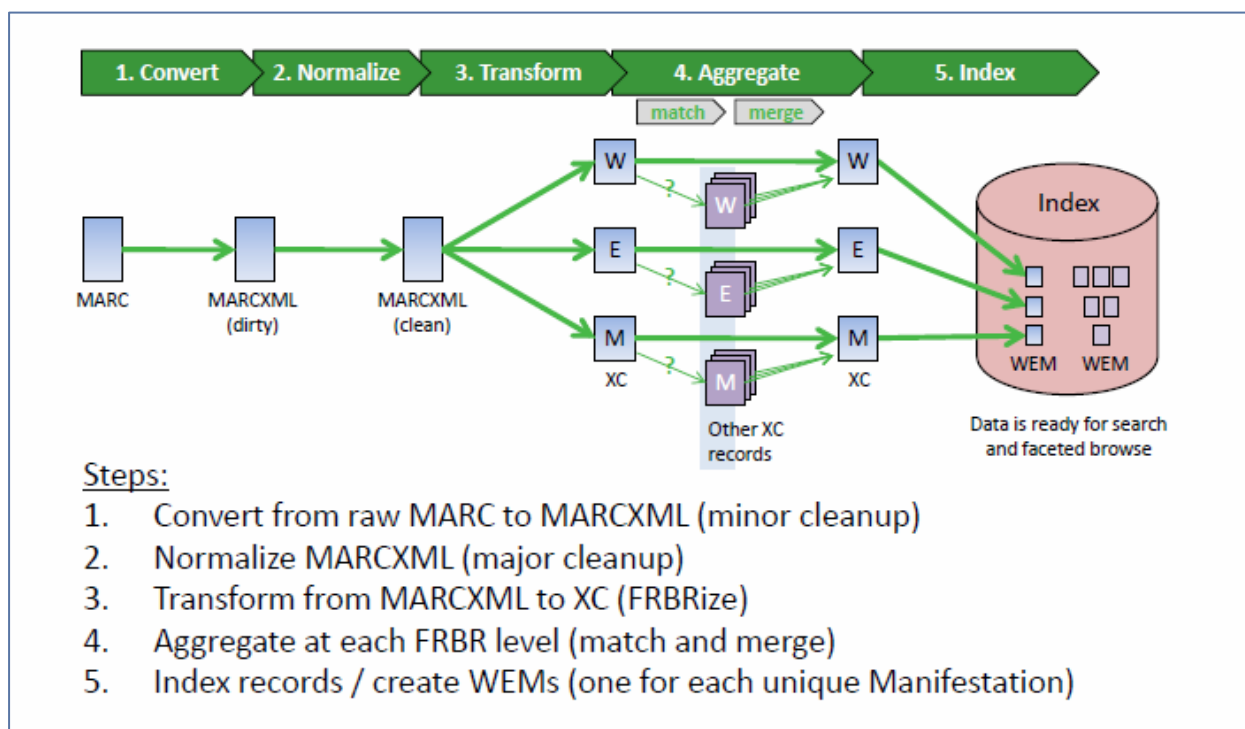 1. Convert
2. Normalize
3. Transform
4. Aggregate
5. Index
match
merge
W
W
?
W
Index
E
E
?
E
MARC
MARCXML
(dirty)
MARCXML
(clean)
M
M
?
M
XC
XC
WEM
WEM
Other XC
records
Data is ready for search
and faceted browse
Steps:
1. Convert from raw MARC to MARCXML (minor cleanup)
2. Normalize MARCXML (major cleanup)
3. Transform from MARCXML to XC (FRBRize)
4. Aggregate at each FRBR level (match and merge)
5. Index records / create WEMs (one for each unique Manifestation)